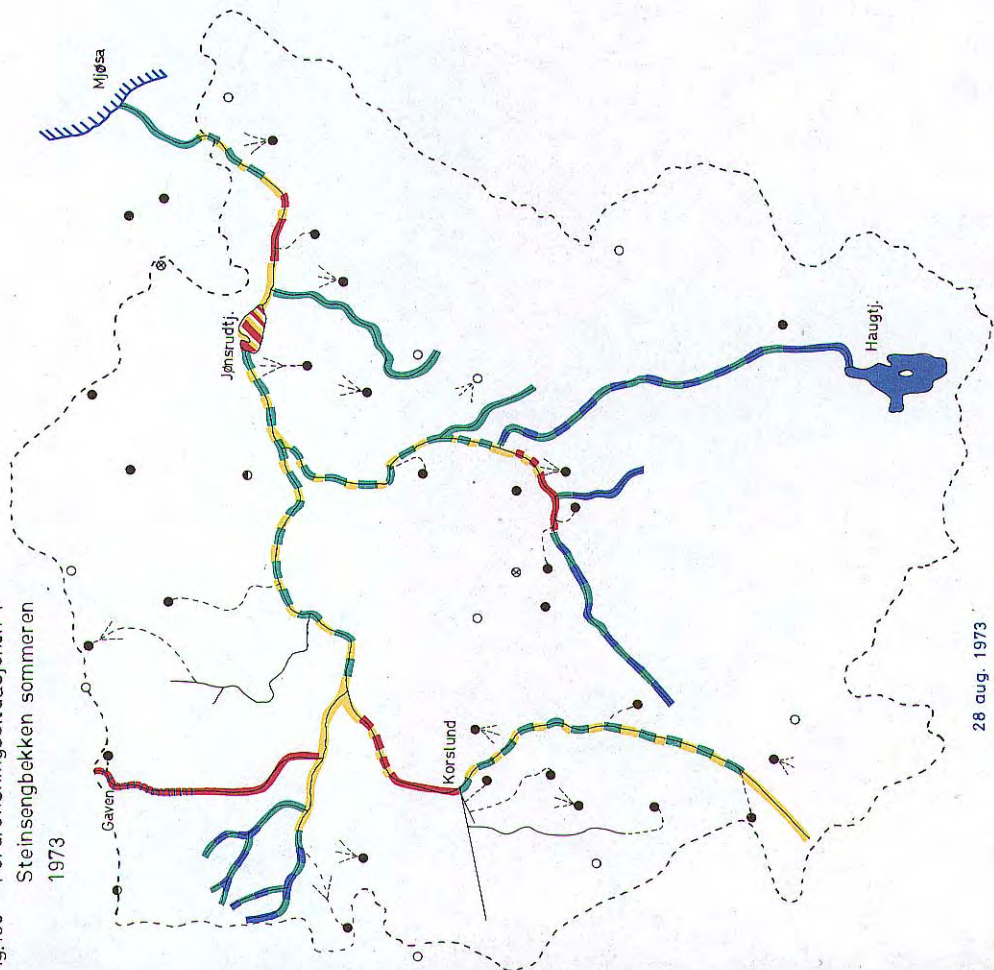 Steinsengbekken sommeren
1973
Mjøsa
Jønsrudtj.
Gaven
Korslund
Haugtj.
28 aug. 1973